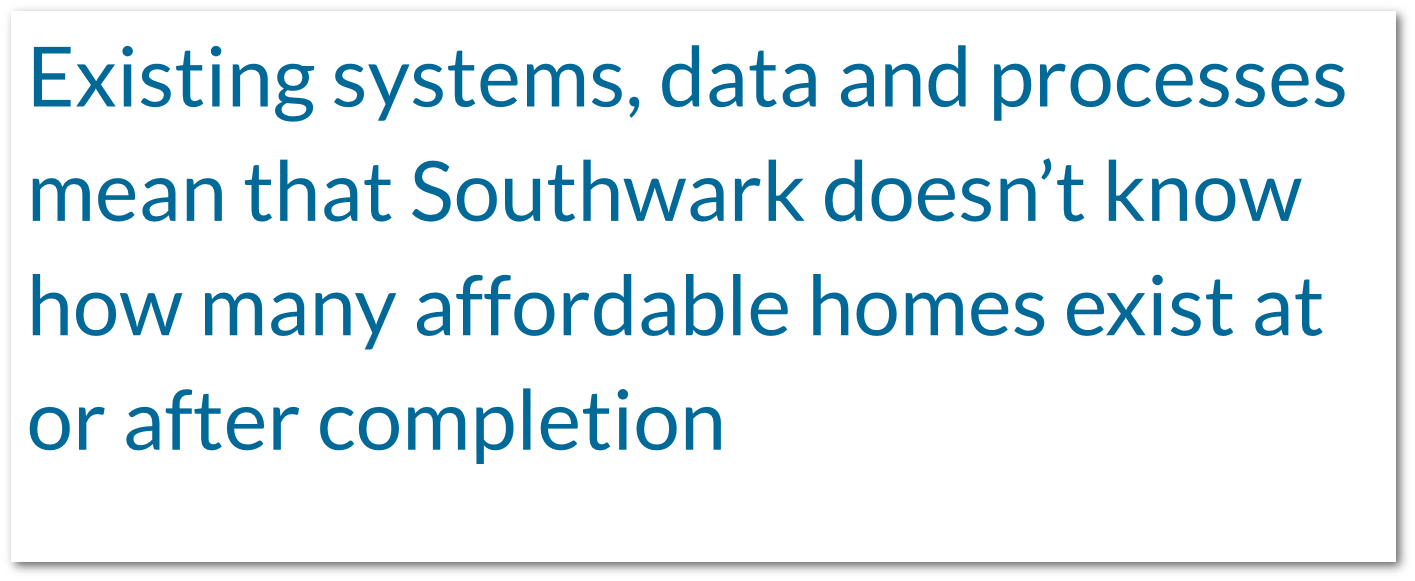 Existing systems, data and processes
mean that Southwark doesn’t know
how many affordable homes exist at
or after completion